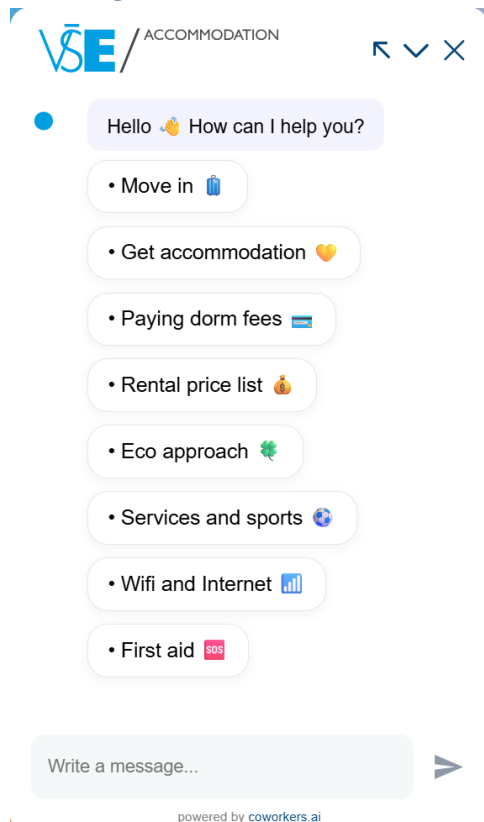 VŠE/ ACCOMMODATION
Hello 👋 How can I help you?
• Move in 🧳
• Get accommodation 🧡
• Paying dorm fees 💳
• Rental price list 💰
• Eco approach 🍀
• Services and sports ⚽
• Wifi and Internet 📶
• First aid 🆘
Write a message...
powered by coworkers.ai